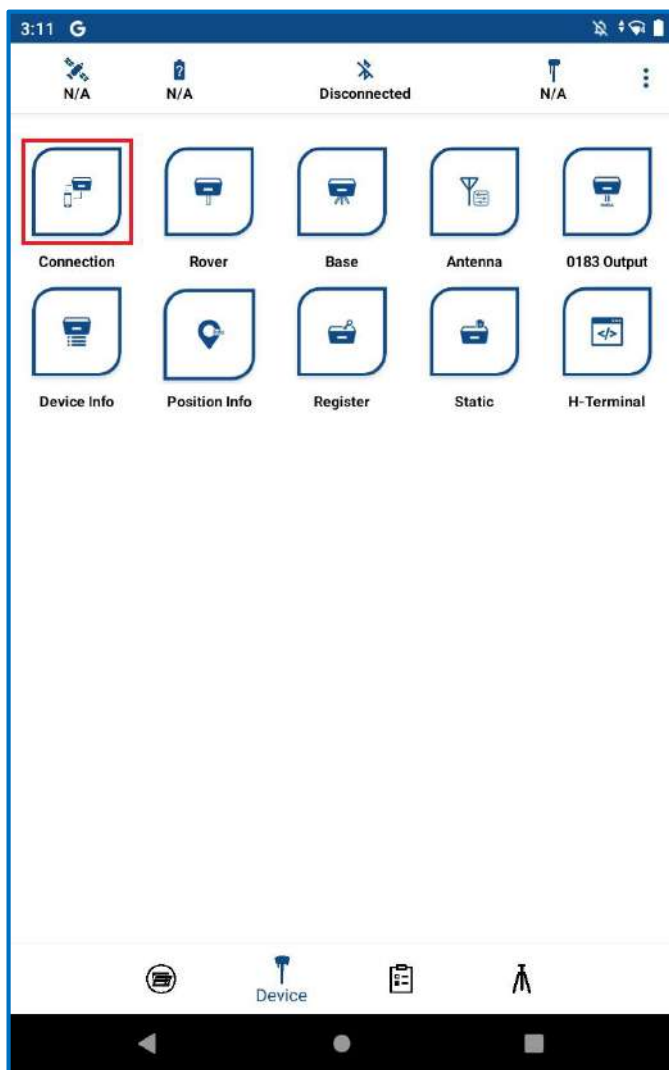 3:11 G
N/A N/A Disconnected N/A
Connection Rover Base Antenna 0183 Output
Device Info Position Info Register Static H-Terminal
Device